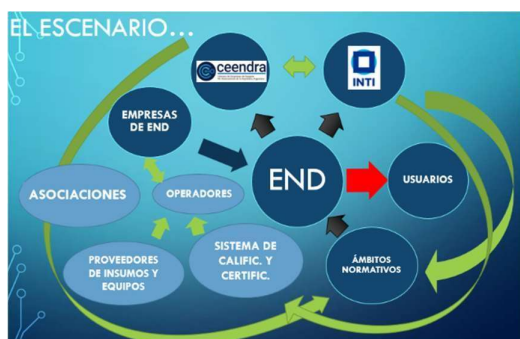 EL ESCENARIO...
ceendra
INTI
EMPRESAS
DE END
ASOCIACIONES
OPERADORES
END
USUARIOS
PROVEEDORES
DE INSUMOS Y
EQUIPOS
SISTEMA DE
CALIFIC. Y
CERTIFIC.
ÁMBITOS
NORMATIVOS